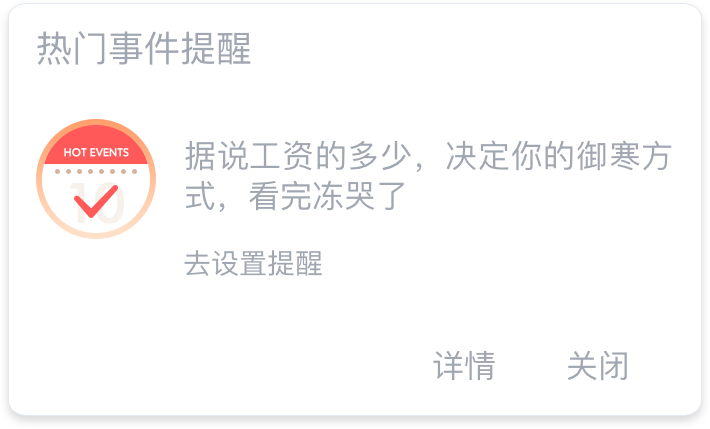 热门事件提醒
HOT EVENTS
10
据说工资的多少，决定你的御寒方
式，看完冻哭了
去设置提醒
详情 关闭